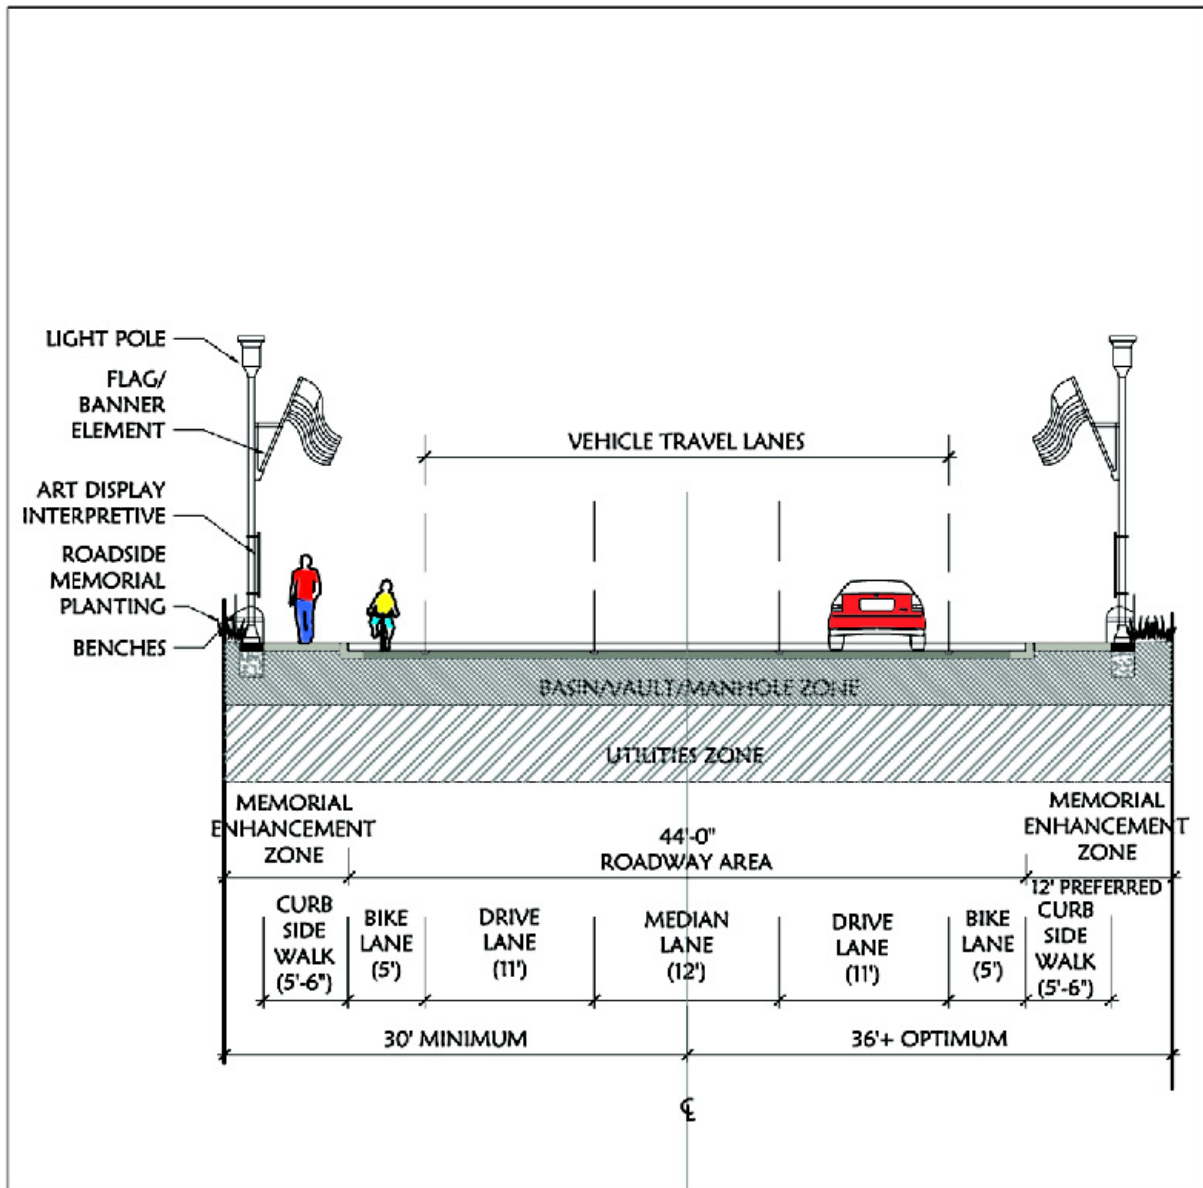 LIGHT POLE
FLAG/
BANNER
ELEMENT
VEHICLE TRAVEL LANES
ART DISPLAY
INTERPRETIVE
ROADSIDE
MEMORIAL
PLANTING
BENCHES
BASIN/VAULT/MANHOLE ZONE
UTILITIES ZONE
MEMORIAL
ENHANCEMENT
ZONE
44'-0"
ROADWAY AREA
MEMORIAL
ENHANCEMENT
ZONE
12' PREFERRED
CURB
SIDE
WALK
(5'-6")
BIKE
LANE
(5')
DRIVE
LANE
(11')
MEDIAN
LANE
(12')
DRIVE
LANE
(11')
BIKE
LANE
(5')
CURB
SIDE
WALK
(5'-6")
30' MINIMUM
36'+ OPTIMUM
℄